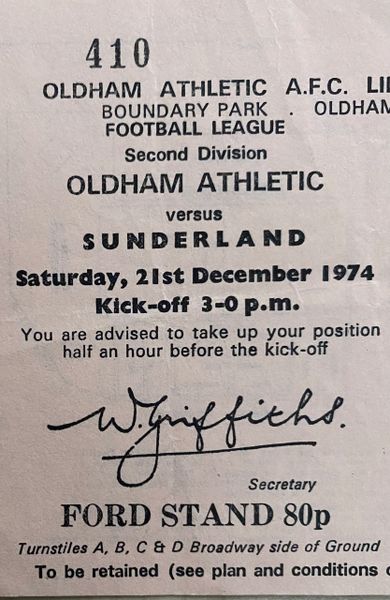 410
OLDHAM ATHLETIC A.F.C.
BOUNDARY PARK . OLDHAM
FOOTBALL LEAGUE
Second Division
OLDHAM ATHLETIC
versus
SUNDERLAND
Saturday, 21st December 1974
Kick-off 3-0 p.m.
You are advised to take up your position
half an hour before the kick-off
W. Griffiths.
Secretary
FORD STAND 80p
Turnstiles A, B, C & D Broadway side of Ground
To be retained (see plan and conditions